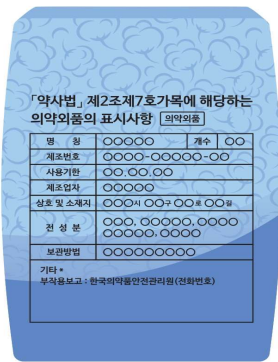 「약사법」 제2조제7호가목에 해당하는
의약외품의 표시사항 의약외품
명 칭 ○○○○○ 개수 ○○
제조번호 ○○○○-○○○○○-○○
사용기한 ○○.○○.○○
제조업자 ○○○○○
상호 및 소재지 ○○○시 ○○구 ○○로 ○○길
전 성 분 ○○○, ○○○○○, ○○○○
○○○○○, ○○○○
보관방법 ○○○○○○○○○
기타 *
부작용보고 : 한국의약품안전관리원(전화번호)